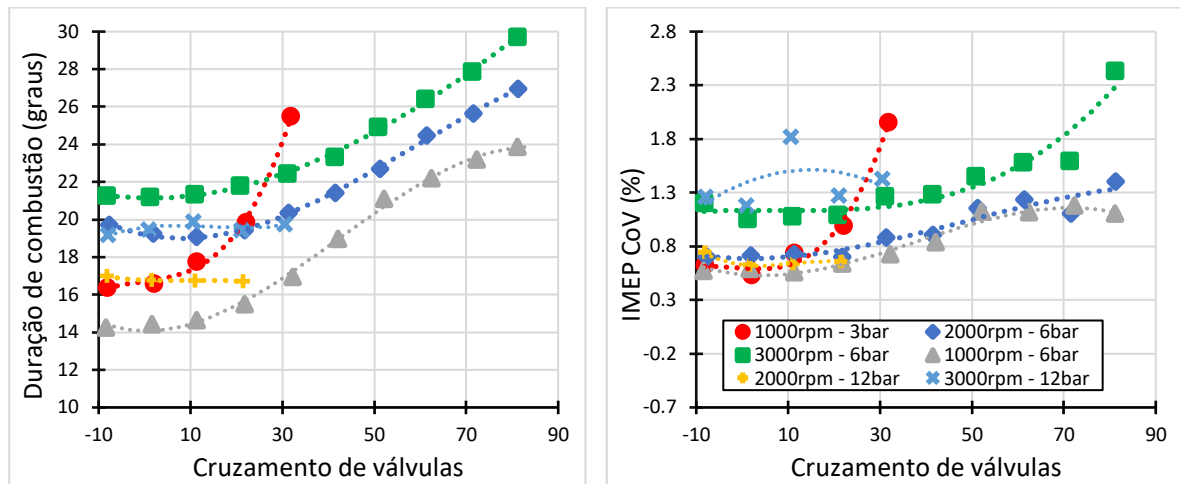 Duração de combustão (graus)
30
28
26
24
22
20
18
16
14
12
10
-10 10 30 50 70 90
Cruzamento de válvulas
IMEP CoV (%)
2.8
2.3
1.8
1.3
0.8
0.3
-0.2
-0.7
1000rpm - 3bar 2000rpm - 6bar
3000rpm - 6bar 1000rpm - 6bar
2000rpm - 12bar 3000rpm - 12bar
-10 10 30 50 70 90
Cruzamento de válvulas